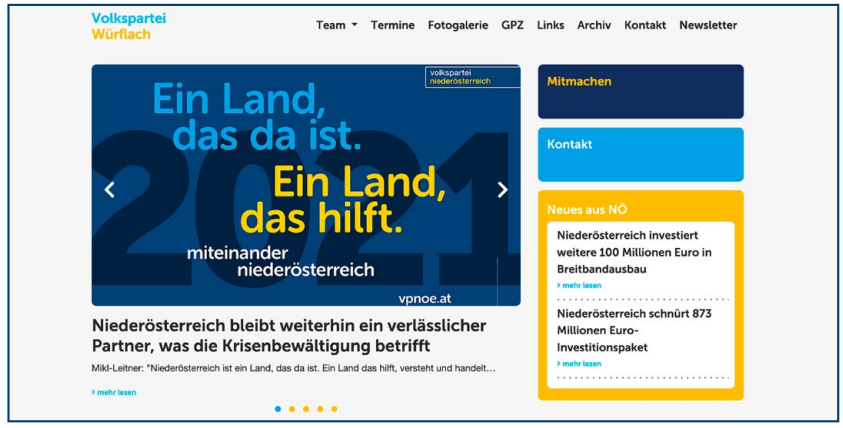 Volkspartei
Würflach
Team Termine Fotogalerie GPZ Links Archiv Kontakt Newsletter
2021
volkspartei
niederösterreich
Ein Land,
das da ist.
Ein Land,
das hilft.
miteinander
niederösterreich
vpnoe.at
Niederösterreich bleibt weiterhin ein verlässlicher
Partner, was die Krisenbewältigung betrifft
Mikl-Leitner: "Niederösterreich ist ein Land, das da ist. Ein Land das hilft, versteht und handelt...
> mehr lesen
Mitmachen
Kontakt
Neues aus NÖ
Niederösterreich investiert
weitere 100 Millionen Euro in
Breitbandausbau
> mehr lesen
Niederösterreich schnürt 873
Millionen Euro-
Investitionspaket
> mehr lesen